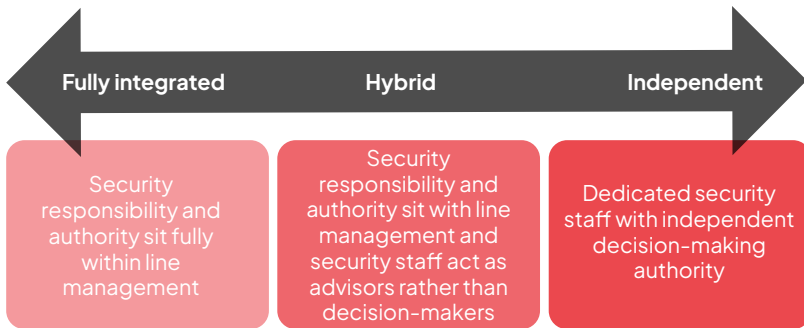 Fully integrated
Hybrid
Independent
Security
responsibility and
authority sit fully
within line
management
Security
responsibility and
authority sit with line
management and
security staff act as
advisors rather than
decision-makers
Dedicated security
staff with independent
decision-making
authority